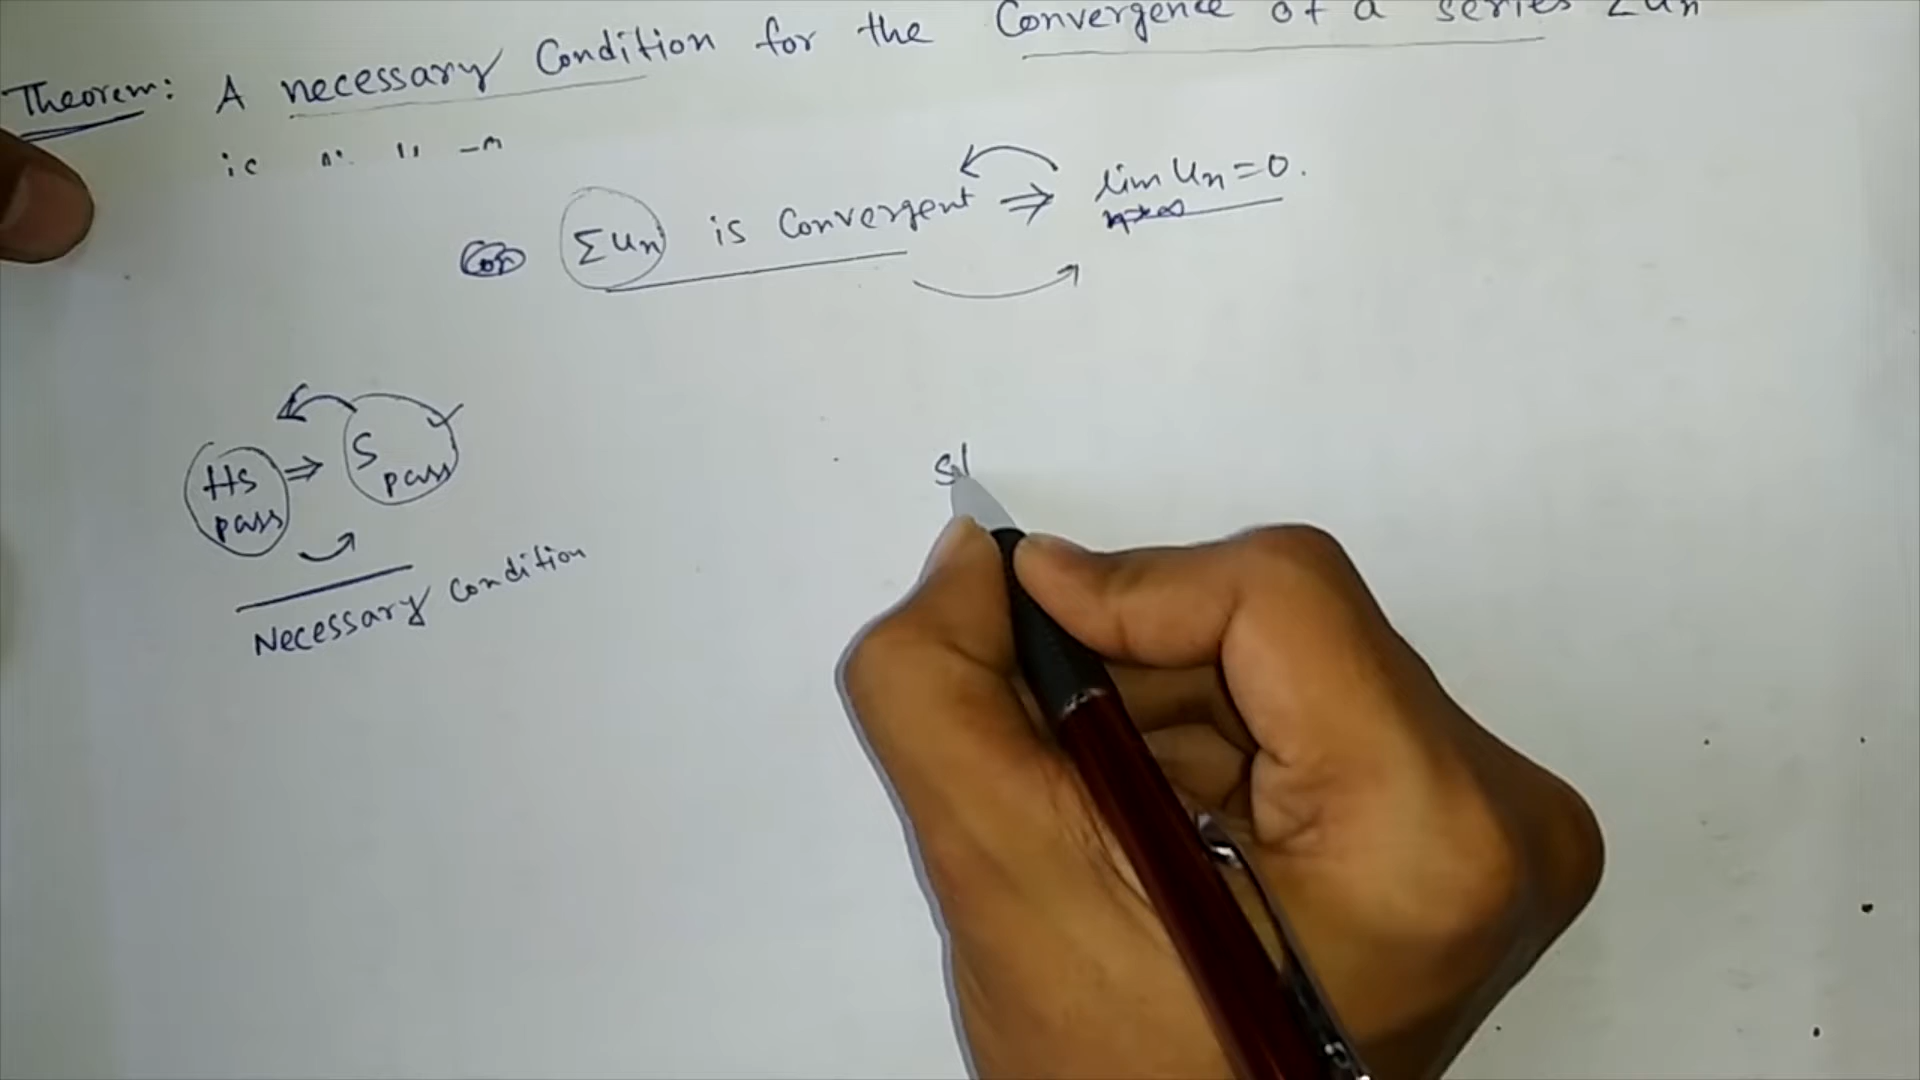 Theorem: A necessary Condition for the Convergence of a series Σun
Σun is Convergent ⇒ lim un = 0.
n→∞
HS pass ⇒ S pass
Necessary Condition